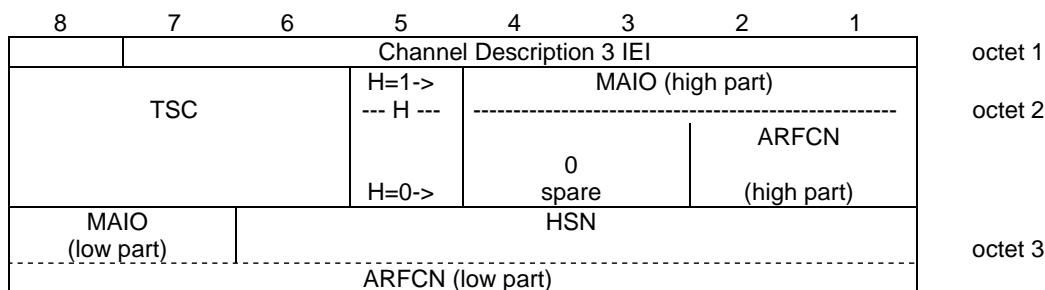 8 7 6 5 4 3 2 1
Channel Description 3 IEI octet 1
H=1-> MAIO (high part)
TSC --- H --- ---------------------------------------------------- octet 2
ARFCN
0
H=0-> spare (high part)
MAIO HSN
(low part) octet 3
ARFCN (low part)